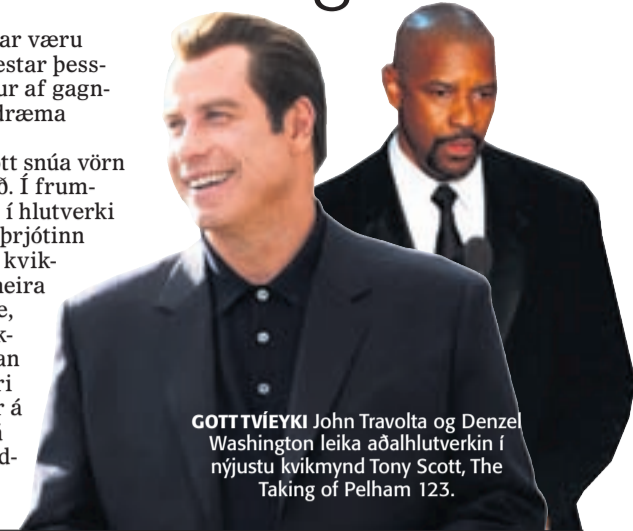 ar væru
estar þess-
ur af gagn-
dræma
tt snúa vörn
ð. Í frum-
í hlutverki
þrjótinn
kvik-
neira
e,
k-
an
ri
r á
d-
GOTT TVÍEYKI John Travolta og Denzel
Washington leika aðalhlutverkin í
nýjustu kvikmynd Tony Scott, The
Taking of Pelham 123.